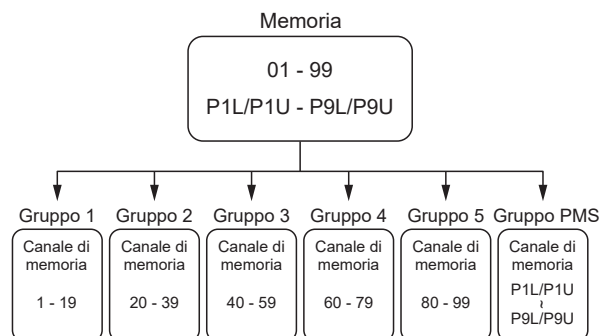 Memoria
01 - 99
P1L/P1U - P9L/P9U
Gruppo 1 Gruppo 2 Gruppo 3 Gruppo 4 Gruppo 5 Gruppo PMS
Canale di
memoria
1 - 19
Canale di
memoria
20 - 39
Canale di
memoria
40 - 59
Canale di
memoria
60 - 79
Canale di
memoria
80 - 99
Canale di
memoria
P1L/P1U
~
P9L/P9U